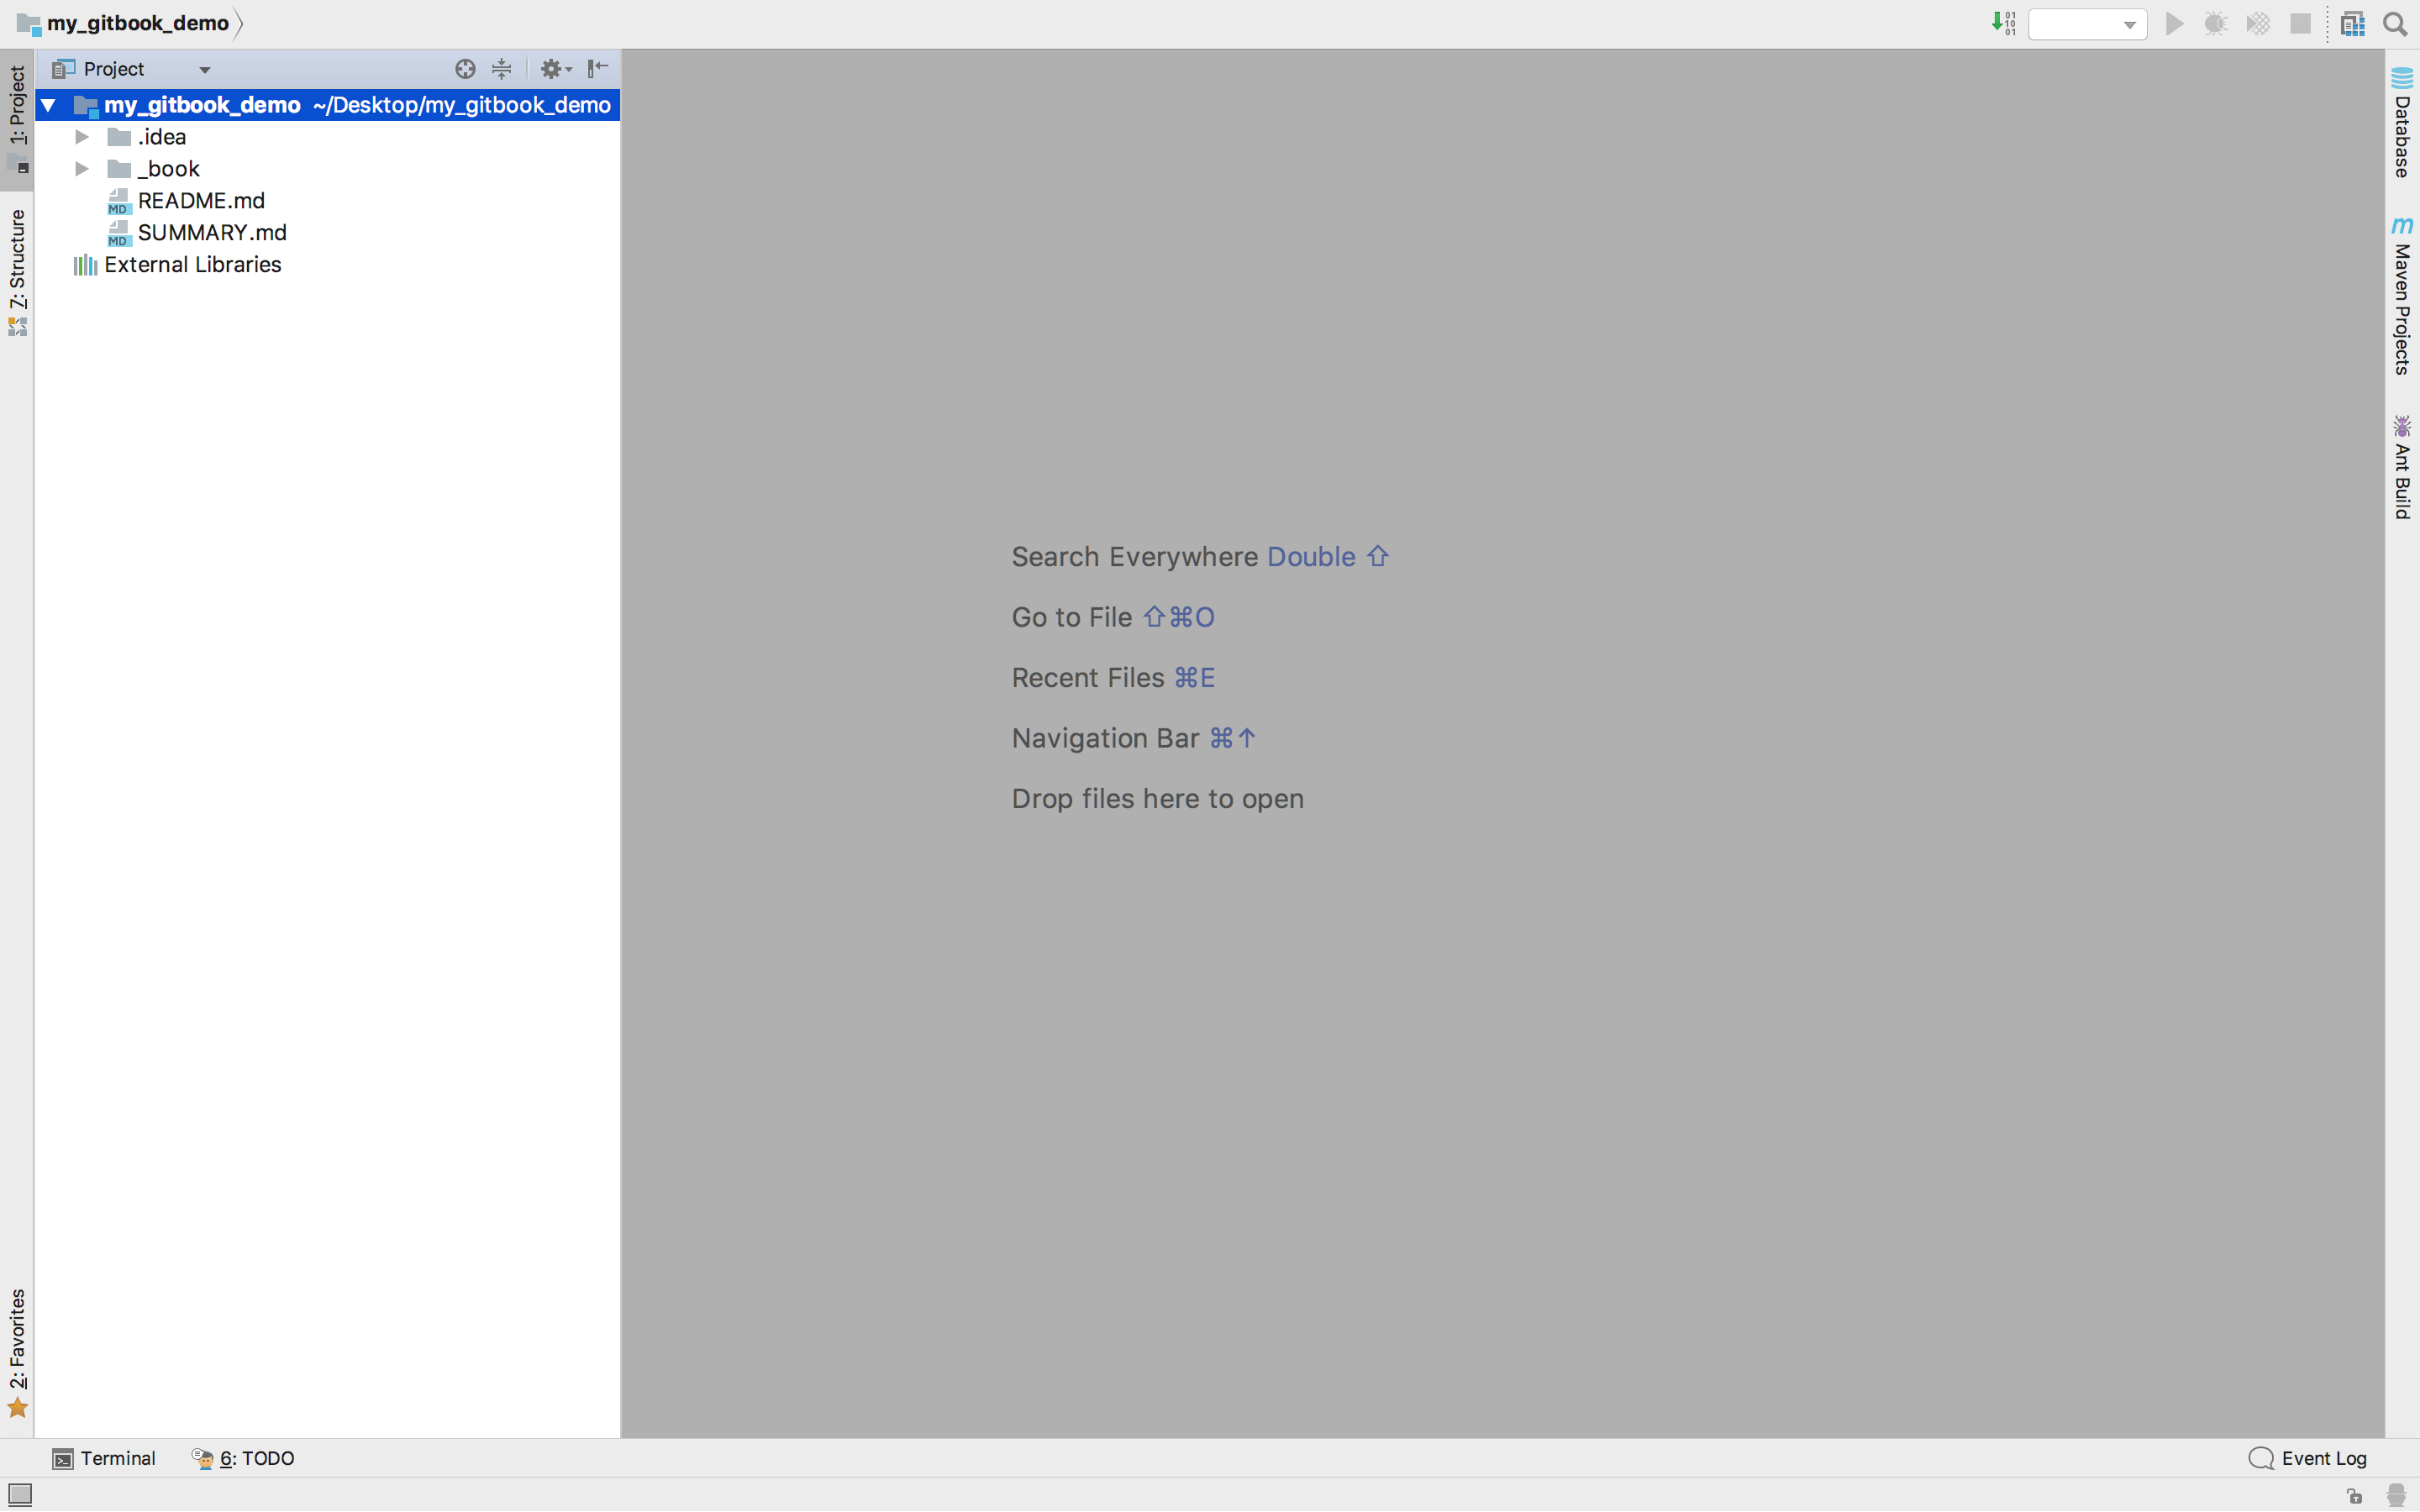 my_gitbook_demo
1: Project
7: Structure
2: Favorites
Project
my_gitbook_demo ~/Desktop/my_gitbook_demo
.idea
_book
MD README.md
MD SUMMARY.md
External Libraries
Search Everywhere Double ⇧
Go to File ⇧⌘O
Recent Files ⌘E
Navigation Bar ⌘↑
Drop files here to open
Database
m Maven Projects
Ant Build
Terminal
6: TODO
Event Log